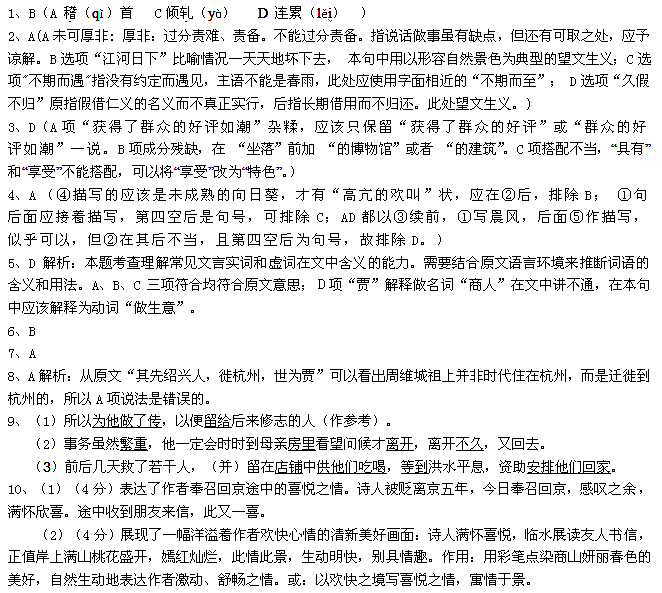 1、B（A 稽（qǐ）首   C倾轧（yà）   D 连累（lěi）  ）
2、A(A未可厚非：厚非；过分责难、责备。不能过分责备。指说话做事虽有缺点，但还有可取之处，应予
谅解。B选项“江河日下”比喻情况一天天地坏下去， 本句中用以形容自然景色为典型的望文生义；C选
项"不期而遇"指没有约定而遇见，主语不能是春雨，此处应使用字面相近的“不期而至”； D选项“久假
不归”原指假借仁义的名义而不真正实行，后指长期借用而不归还。此处望文生义。)
3、D（A项“获得了群众的好评如潮”杂糅，应该只保留“获得了群众的好评”或“群众的好
评如潮”一说。B项成分残缺，在 “坐落”前加 “的博物馆”或者 “的建筑”。C项搭配不当，“具有”
和“享受”不能搭配，可以将“享受”改为“特色”。）
4、A（④描写的应该是未成熟的向日葵，才有“高亢的欢叫”状，应在②后，排除B； ①句
后面应接着描写，第四空后是句号，可排除C；AD都以③续前，①写晨风，后面⑤作描写，
似乎可以，但②在其后不当，且第四空后为句号，故排除D。）
5、D 解析：本题考查理解常见文言实词和虚词在文中含义的能力。需要结合原文语言环境来推断词语的
含义和用法。A、B、C 三项符合均符合原文意思；D项“贾”解释做名词“商人”在文中讲不通，在本句
中应该解释为动词“做生意”。
6、B
7、A
8、A解析：从原文“其先绍兴人，徙杭州，世为贾”可以看出周维城祖上并非时代住在杭州，而是迁徙到
杭州的，所以A项说法是错误的。
9、（1）所以为他做了传，以便留给后来修志的人（作参考）。
（2）事务虽然繁重，他一定会时时到母亲房里看望问候才离开，离开不久，又回去。
（3）前后几天救了若干人，（并）留在店铺中供他们吃喝，等到洪水平息，资助安排他们回家。
10、（1）（4分）表达了作者奉召回京途中的喜悦之情。诗人被贬离京五年，今日奉召回京，感叹之余，
满怀欣喜。途中收到朋友来信，此又一喜。
（2）（4分）展现了一幅洋溢着作者欢快心情的清新美好画面：诗人满怀喜悦，临水展读友人书信，
正值岸上满山桃花盛开，嫣红灿烂，此情此景，生动明快，别具情趣。作用：用彩笔点染商山妍丽春色的
美好，自然生动地表达作者激动、舒畅之情。或：以欢快之境写喜悦之情，寓情于景。